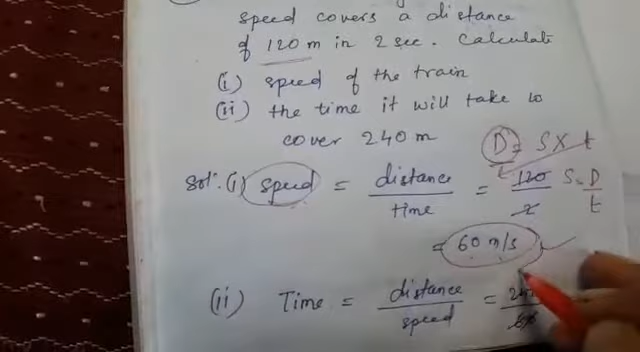 speed covers a distance
of 120 m in 2 sec. Calculate
(i) speed of the train
(ii) the time it will take to
cover 240 m
D = S X t
Sol: (i) speed = distance / time = 120 / 2 S = D / t
= 60 m/s
(ii) Time = distance / speed =